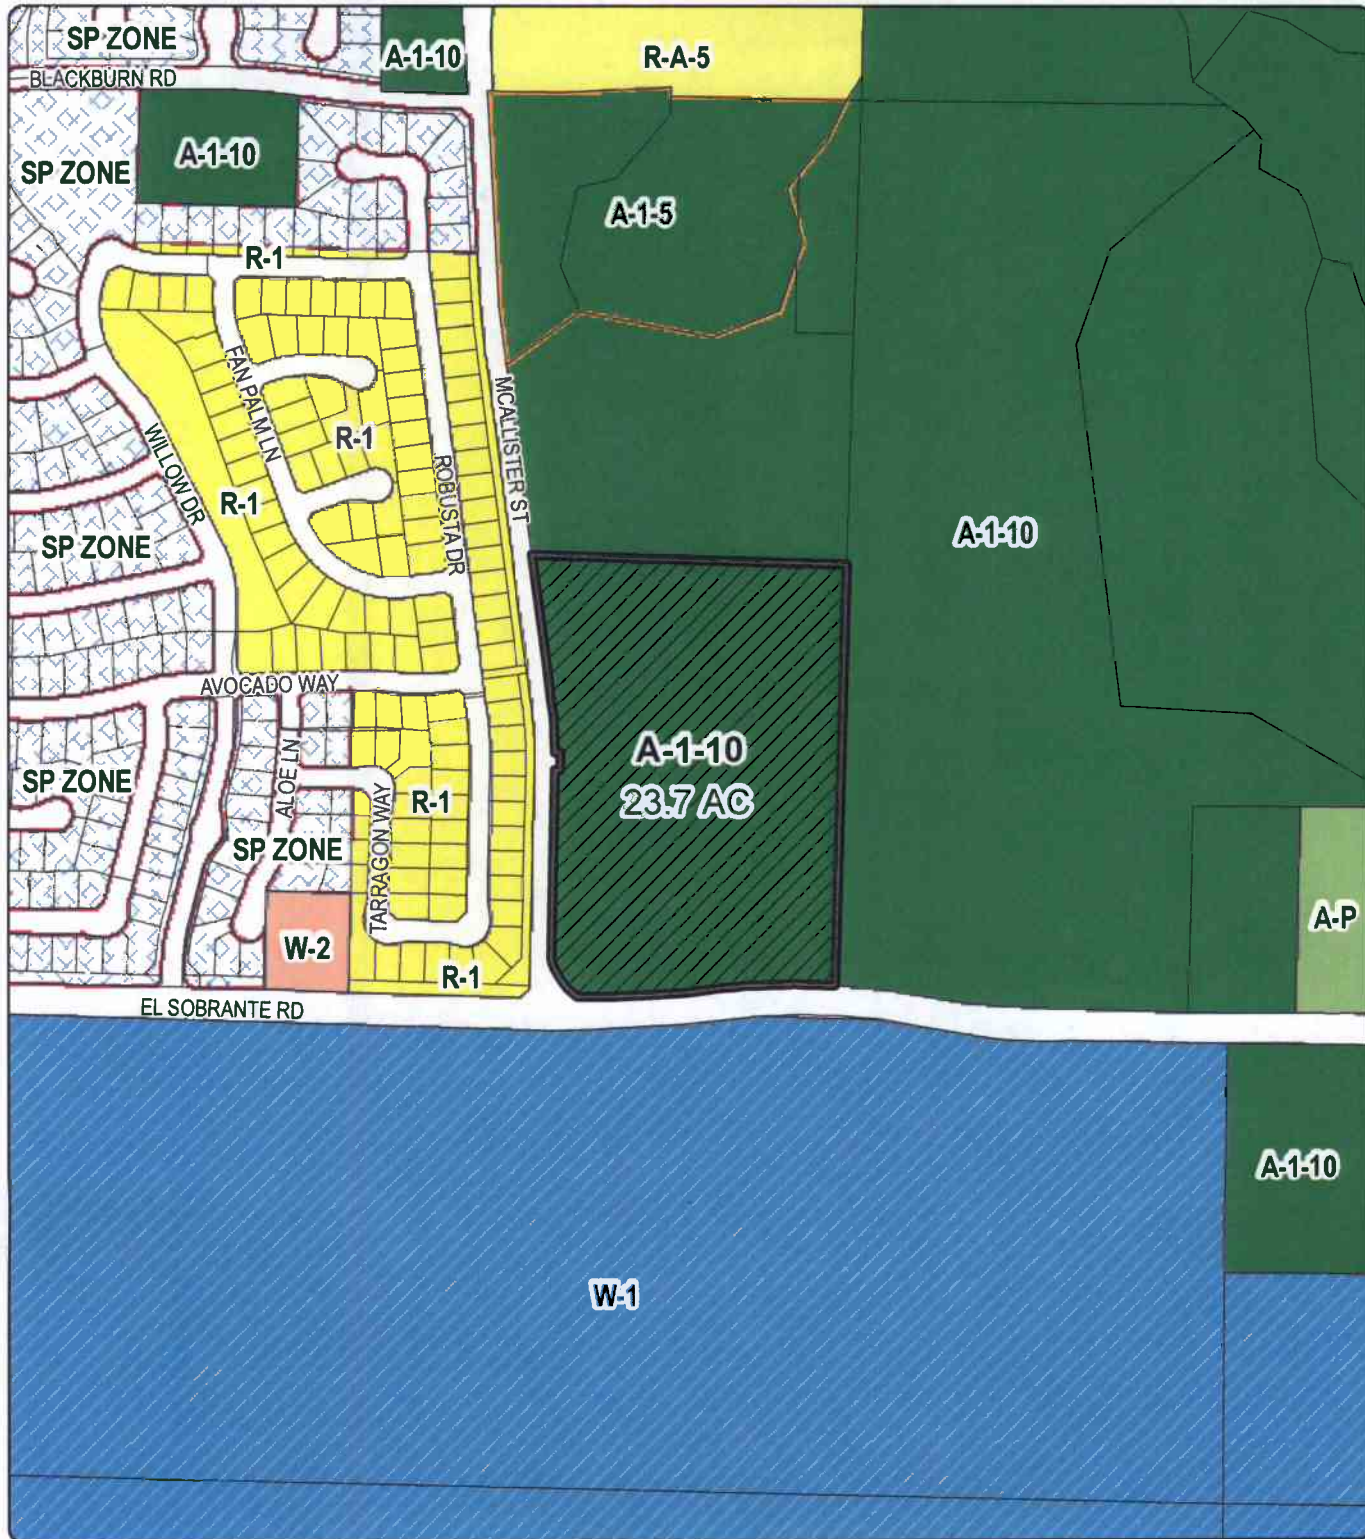 SP ZONE
A-1-10
R-A-5
BLACKBURN RD
A-1-10
SP ZONE
A-1-5
R-1
FAN PALM LN
MCALLISTER ST
WILLOW DR
R-1
ROBUSTA DR
R-1
SP ZONE
A-1-10
AVOCADO WAY
A-1-10
23.7 AC
SP ZONE
ALOE LN
TARRAGON WAY
R-1
SP ZONE
A-P
W-2
R-1
EL SOBRANTE RD
A-1-10
W-1